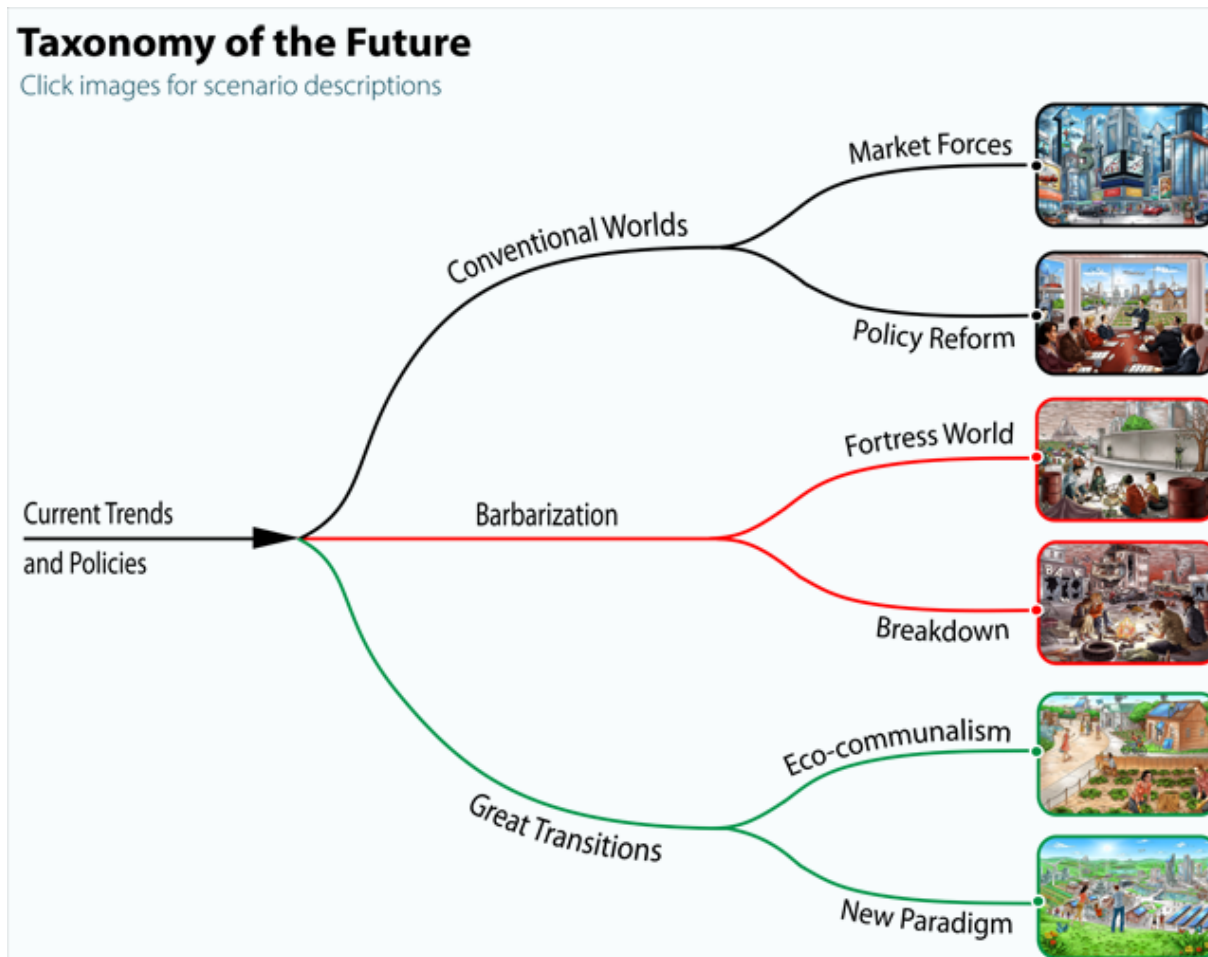 Taxonomy of the Future
Click images for scenario descriptions
Market Forces
Conventional Worlds
Policy Reform
Fortress World
Current Trends
and Policies
Barbarization
Breakdown
Eco-communalism
Great Transitions
New Paradigm